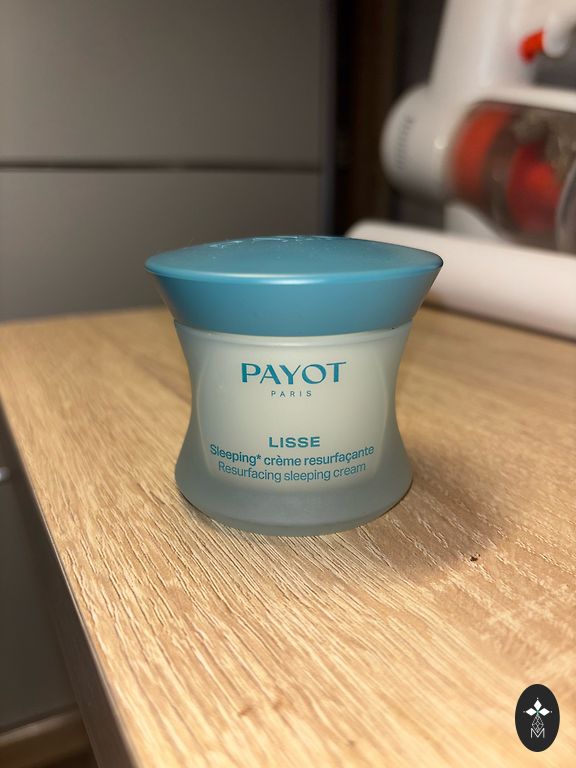 PAYOT
PARIS
LISSE
Sleeping* crème resurfaçante
Resurfacing sleeping cream
M